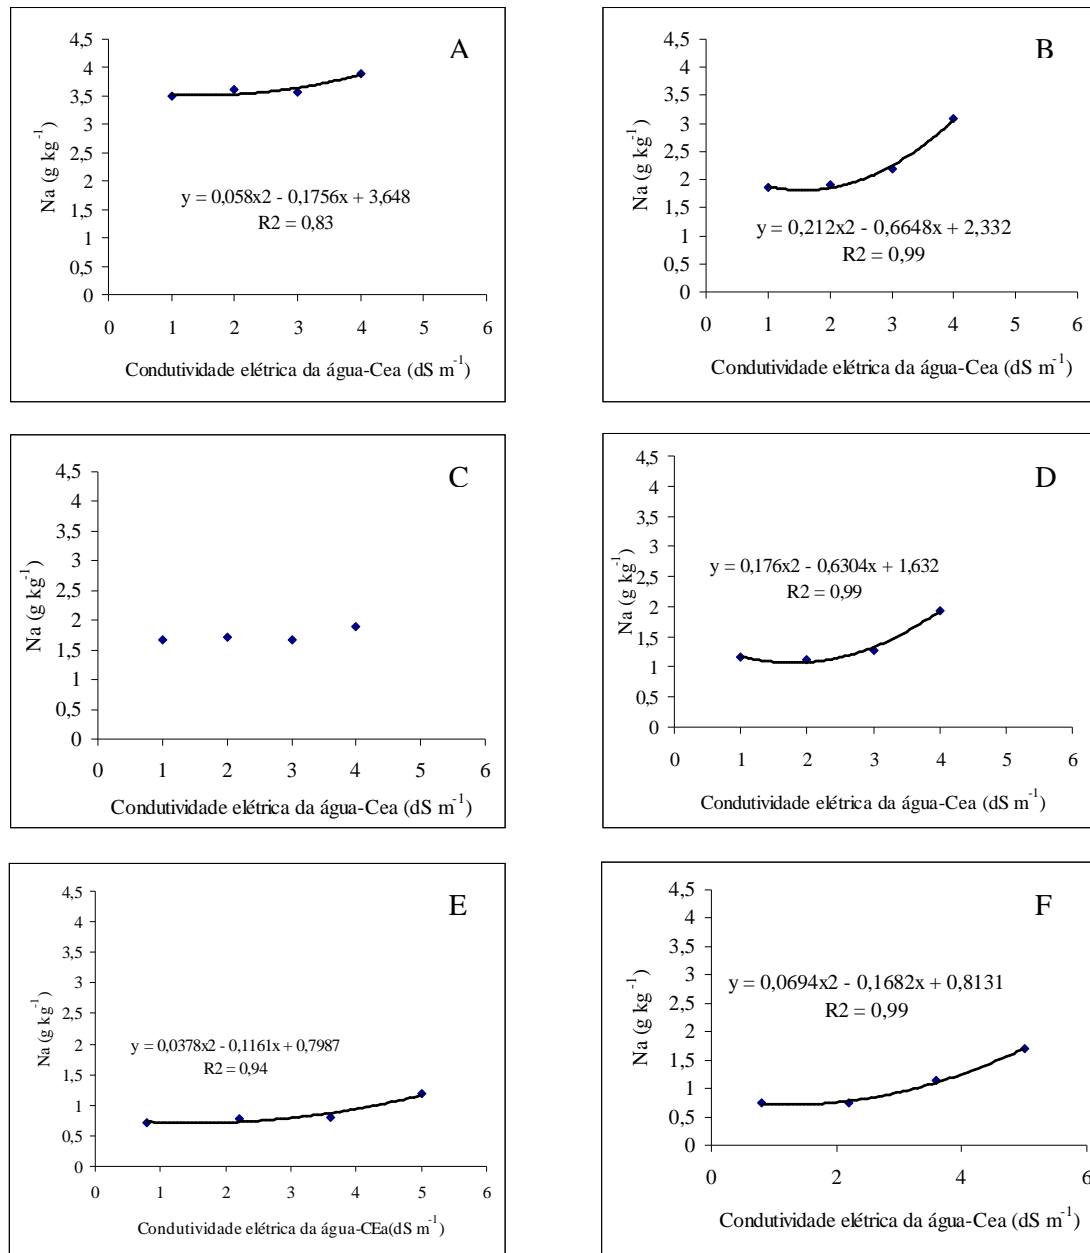 A
4,5
4
3,5
3
2,5
2
1,5
1
0,5
0
Na (g kg-1)
y = 0,058x2 - 0,1756x + 3,648
R2 = 0,83
0 1 2 3 4 5 6
Condutividade elétrica da água-Cea (dS m-1)
B
4,5
4
3,5
3
2,5
2
1,5
1
0,5
0
Na (g kg-1)
y = 0,212x2 - 0,6648x + 2,332
R2 = 0,99
0 1 2 3 4 5 6
Condutividade elétrica da água-Cea (dS m-1)
C
4,5
4
3,5
3
2,5
2
1,5
1
0,5
0
Na (g kg-1)
0 1 2 3 4 5 6
Condutividade elétrica da água-Cea (dS m-1)
D
4,5
4
3,5
3
2,5
2
1,5
1
0,5
0
Na (g kg-1)
y = 0,176x2 - 0,6304x + 1,632
R2 = 0,99
0 1 2 3 4 5 6
Condutividade elétrica da água-Cea (dS m-1)
E
4,5
4
3,5
3
2,5
2
1,5
1
0,5
0
Na (g kg-1)
y = 0,0378x2 - 0,1161x + 0,7987
R2 = 0,94
0 1 2 3 4 5 6
Condutividade elétrica da água-CEa(dS m-1)
F
4,5
4
3,5
3
2,5
2
1,5
1
0,5
0
Na (g kg-1)
y = 0,0694x2 - 0,1682x + 0,8131
R2 = 0,99
0 2 4 6
Condutividade elétrica da água-Cea (dS m-1)